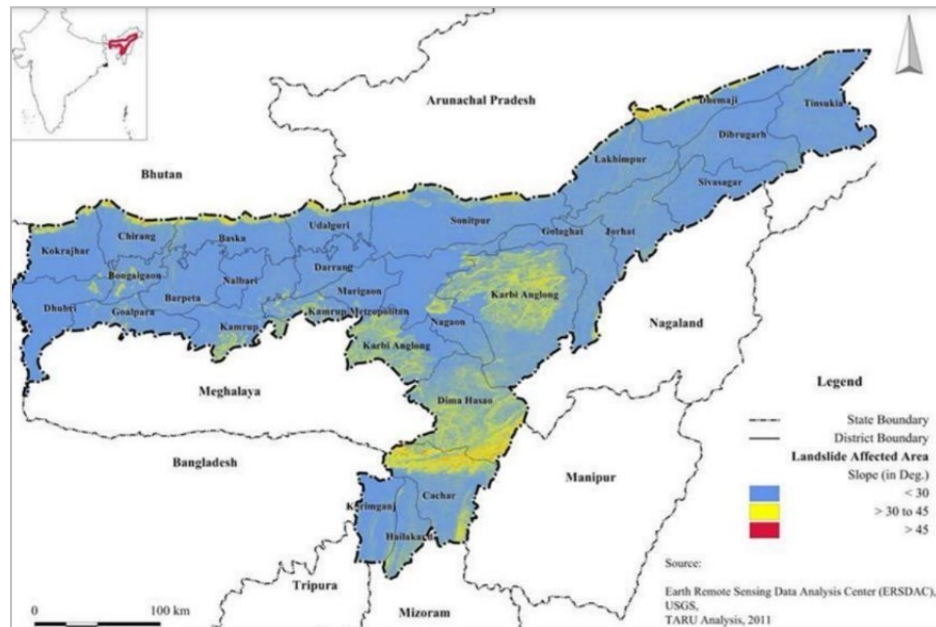 Arunachal Pradesh
Dhemaji
Tinsukia
Dibrugarh
Lakhimpur
Sivasagar
Bhutan
Udalguri
Sonitpur
Golaghat
Jorhat
Chirang
Baska
Kokrajhar
Darrang
Bongaigaon
Nalbari
Marigaon
Karbi Anglong
Barpeta
Dhubri
Goalpara
Kamrup Metropolitan
Nagaon
Kamrup
Karbi Anglong
Nagaland
Meghalaya
Dima Hasao
Bangladesh
Manipur
Cachar
Karimganj
Hailakandi
Tripura
Mizoram
0 100 km
Legend
State Boundary
District Boundary
Landslide Affected Area
Slope (in Deg.)
< 30
> 30 to 45
> 45
Source:
Earth Remote Sensing Data Analysis Center (ERSDAC),
USGS,
TARU Analysis, 2011